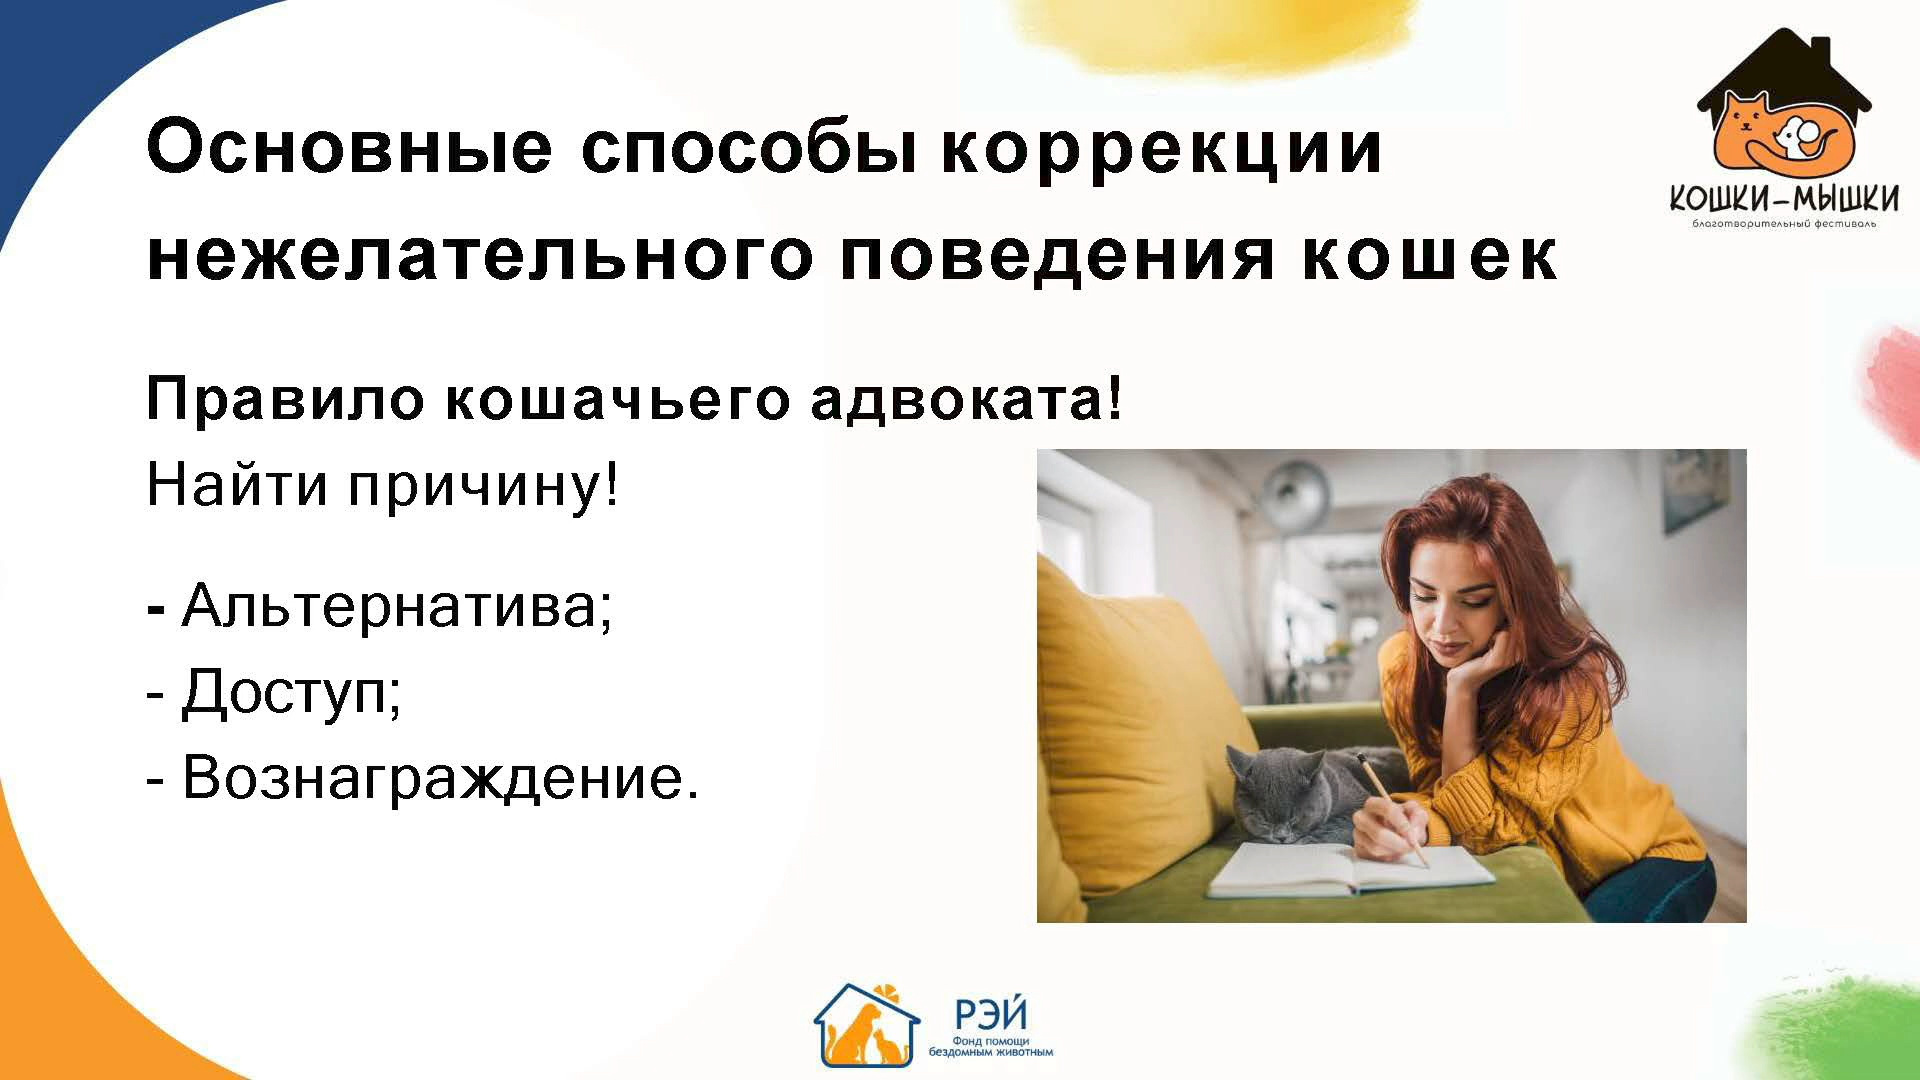 Основные способы коррекции
нежелательного поведения кошек
КОШКИ-МЫШКИ
благотворительный фестиваль
Правило кошачьего адвоката!
Найти причину!
- Альтернатива;
- Доступ;
- Вознаграждение.
РЭЙ
Фонд помощи
бездомным животным